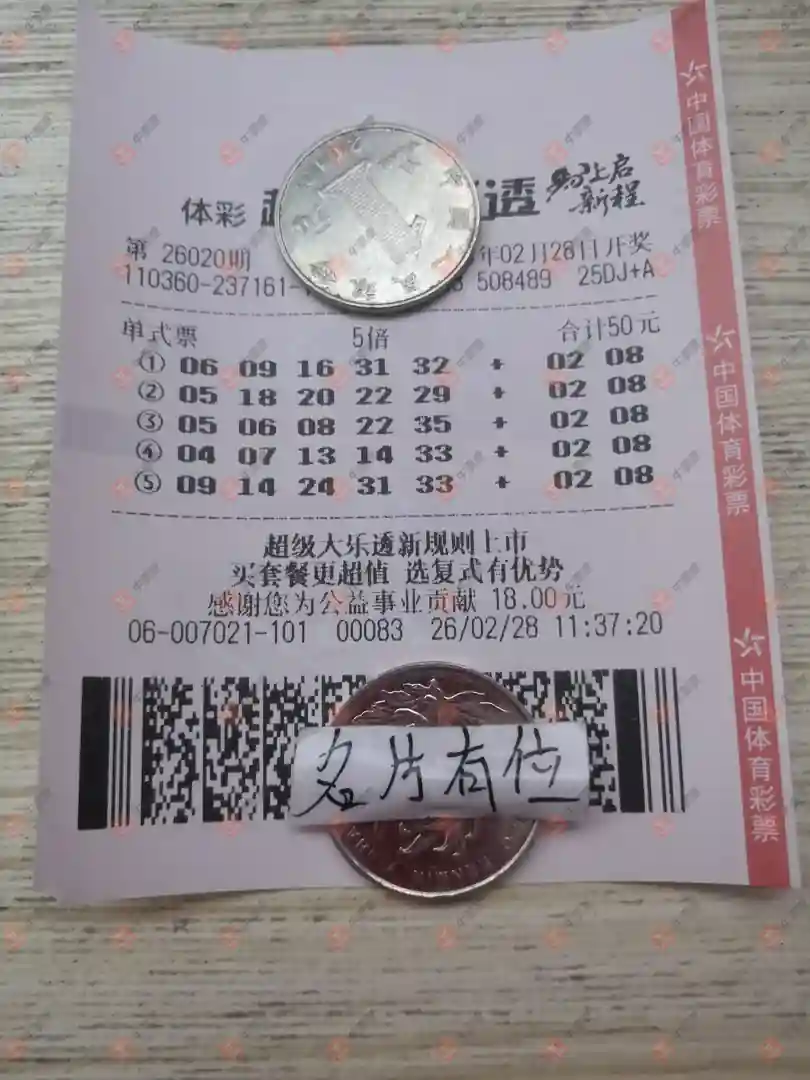 体彩 透 马上启
新程
第 26020期 年02月28日开奖
110360-237161- 508489 25DJ+A
单式票 5倍 合计50元
① 06 09 16 31 32 + 02 08
② 05 18 20 22 29 + 02 08
③ 05 06 08 22 35 + 02 08
④ 04 07 13 14 33 + 02 08
⑤ 09 14 24 31 33 + 02 08
超级大乐透新规则上市
买套餐更超值 选复式有优势
感谢您为公益事业贡献 18.00元
06-007021-101 00083 26/02/28 11:37:20
名片有位
中国体育彩票
中国体育彩票
中国体育彩票